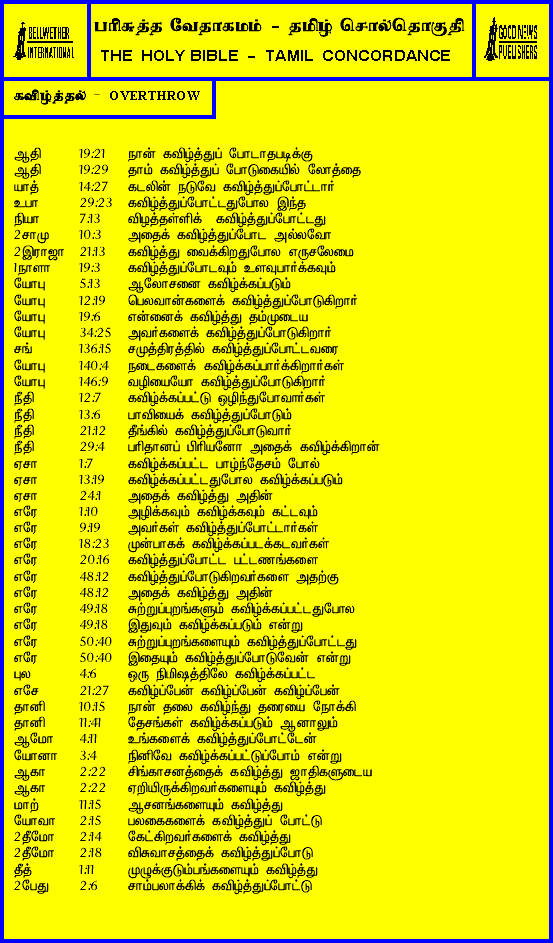 BELLWETHER
INTERNATIONAL
பரிசுத்த வேதாகமம் - தமிழ் சொல்தொகுதி
THE HOLY BIBLE - TAMIL CONCORDANCE
GOOD NEWS
PUBLISHERS
கவிழ்த்தல் - OVERTHROW
ஆதி 19:21 நான் கவிழ்த்துப் போடாதபடிக்கு
ஆதி 19:29 தாம் கவிழ்த்துப் போடுகையில் லோத்தை
யாத் 14:27 கடலின் நடுவே கவிழ்த்துப்போட்டார்
உபா 29:23 கவிழ்த்துப்போட்டதுபோல இந்த
நியா 7:13 விழத்தள்ளிக் கவிழ்த்துப்போட்டது
2சாமு 10:3 அதைக் கவிழ்த்துப்போட அல்லவோ
2இராஜா 21:13 கவிழ்த்து வைக்கிறதுபோல எருசலேமை
1நாளா 19:3 கவிழ்த்துப்போடவும் உளவுபார்க்கவும்
யோபு 5:13 ஆலோசனை கவிழ்க்கப்படும்
யோபு 12:19 பெலவான்களைக் கவிழ்த்துப்போடுகிறார்
யோபு 19:6 என்னைக் கவிழ்த்து தம்முடைய
யோபு 34:25 அவர்களைக் கவிழ்த்துப்போடுகிறார்
சங் 136:15 சமுத்திரத்தில் கவிழ்த்துப்போட்டவரை
யோபு 140:4 நடைகளைக் கவிழ்க்கப்பார்க்கிறார்கள்
யோபு 146:9 வழியையோ கவிழ்த்துப்போடுகிறார்
நீதி 12:7 கவிழ்க்கப்பட்டு ஒழிந்துபோவார்கள்
நீதி 13:6 பாவியைக் கவிழ்த்துப்போடும்
நீதி 21:12 தீங்கில் கவிழ்த்துப்போடுவார்
நீதி 29:4 பரிதானப் பிரியனோ அதைக் கவிழ்க்கிறான்
ஏசா 1:7 கவிழ்க்கப்பட்ட பாழ்ந்தேசம் போல்
ஏசா 13:19 கவிழ்க்கப்பட்டதுபோல கவிழ்க்கப்படும்
ஏசா 24:1 அதைக் கவிழ்த்து அதின்
எரே 1:10 அழிக்கவும் கவிழ்க்கவும் கட்டவும்
எரே 9:19 அவர்கள் கவிழ்த்துப்போட்டார்கள்
எரே 18:23 முன்பாகக் கவிழ்க்கப்படக்கடவர்கள்
எரே 20:16 கவிழ்த்துப்போட்ட பட்டணங்களை
எரே 48:12 கவிழ்த்துப்போடுகிறவர்களை அதற்கு
எரே 48:12 அதைக் கவிழ்த்து அதின்
எரே 49:18 சுற்றுப்புறங்களும் கவிழ்க்கப்பட்டதுபோல
எரே 49:18 இதுவும் கவிழ்க்கப்படும் என்று
எரே 50:40 சுற்றுப்புறங்களையும் கவிழ்த்துப்போட்டது
எரே 50:40 இதையும் கவிழ்த்துப்போடுவேன் என்று
புல 4:6 ஒரு நிமிஷத்திலே கவிழ்க்கப்பட்ட
எசே 21:27 கவிழ்ப்பேன் கவிழ்ப்பேன் கவிழ்ப்பேன்
தானி 10:15 நான் தலை கவிழ்ந்து தரையை நோக்கி
தானி 11:41 தேசங்கள் கவிழ்க்கப்படும் ஆனாலும்
ஆமோ 4:11 உங்களைக் கவிழ்த்துப்போட்டேன்
யோனா 3:4 நினிவே கவிழ்க்கப்பட்டுப்போம் என்று
ஆகா 2:22 சிங்காசனத்தைக் கவிழ்த்து ஜாதிகளுடைய
ஆகா 2:22 ஏறியிருக்கிறவர்களையும் கவிழ்த்து
மாற் 11:15 ஆசனங்களையும் கவிழ்த்து
யோவா 2:15 பலகைகளைக் கவிழ்த்துப் போட்டு
2தீமோ 2:14 கேட்கிறவர்களைக் கவிழ்த்து
2தீமோ 2:18 விசுவாசத்தைக் கவிழ்த்துப்போடு
தீத் 1:11 முழுக்குடும்பங்களையும் கவிழ்த்து
2பேது 2:6 சாம்பலாக்கிக் கவிழ்த்துப்போட்டு